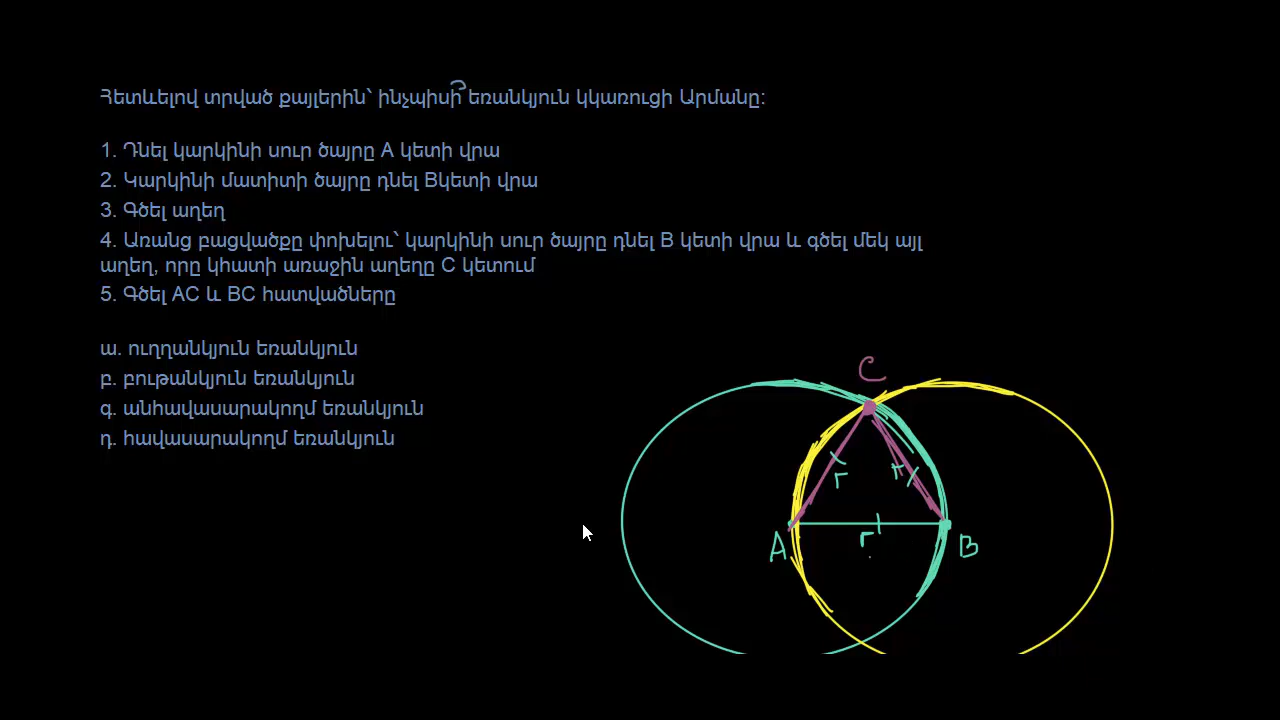 Հետևելով տրված քայլերին՝ ինչպիսի՞ եռանկյուն կկառուցի Արմանը:
1. Դնել կարկինի սուր ծայրը A կետի վրա
2. Կարկինի մատիտի ծայրը դնել Bկետի վրա
3. Գծել աղեղ
4. Առանց բացվածքը փոխելու՝ կարկինի սուր ծայրը դնել B կետի վրա և գծել մեկ այլ
աղեղ, որը կհատի առաջին աղեղը C կետում
5. Գծել AC և BC հատվածները
ա. ուղղանկյուն եռանկյուն
բ. բութանկյուն եռանկյուն
գ. անհավասարակողմ եռանկյուն
դ. հավասարակողմ եռանկյուն
C
r r
A r B